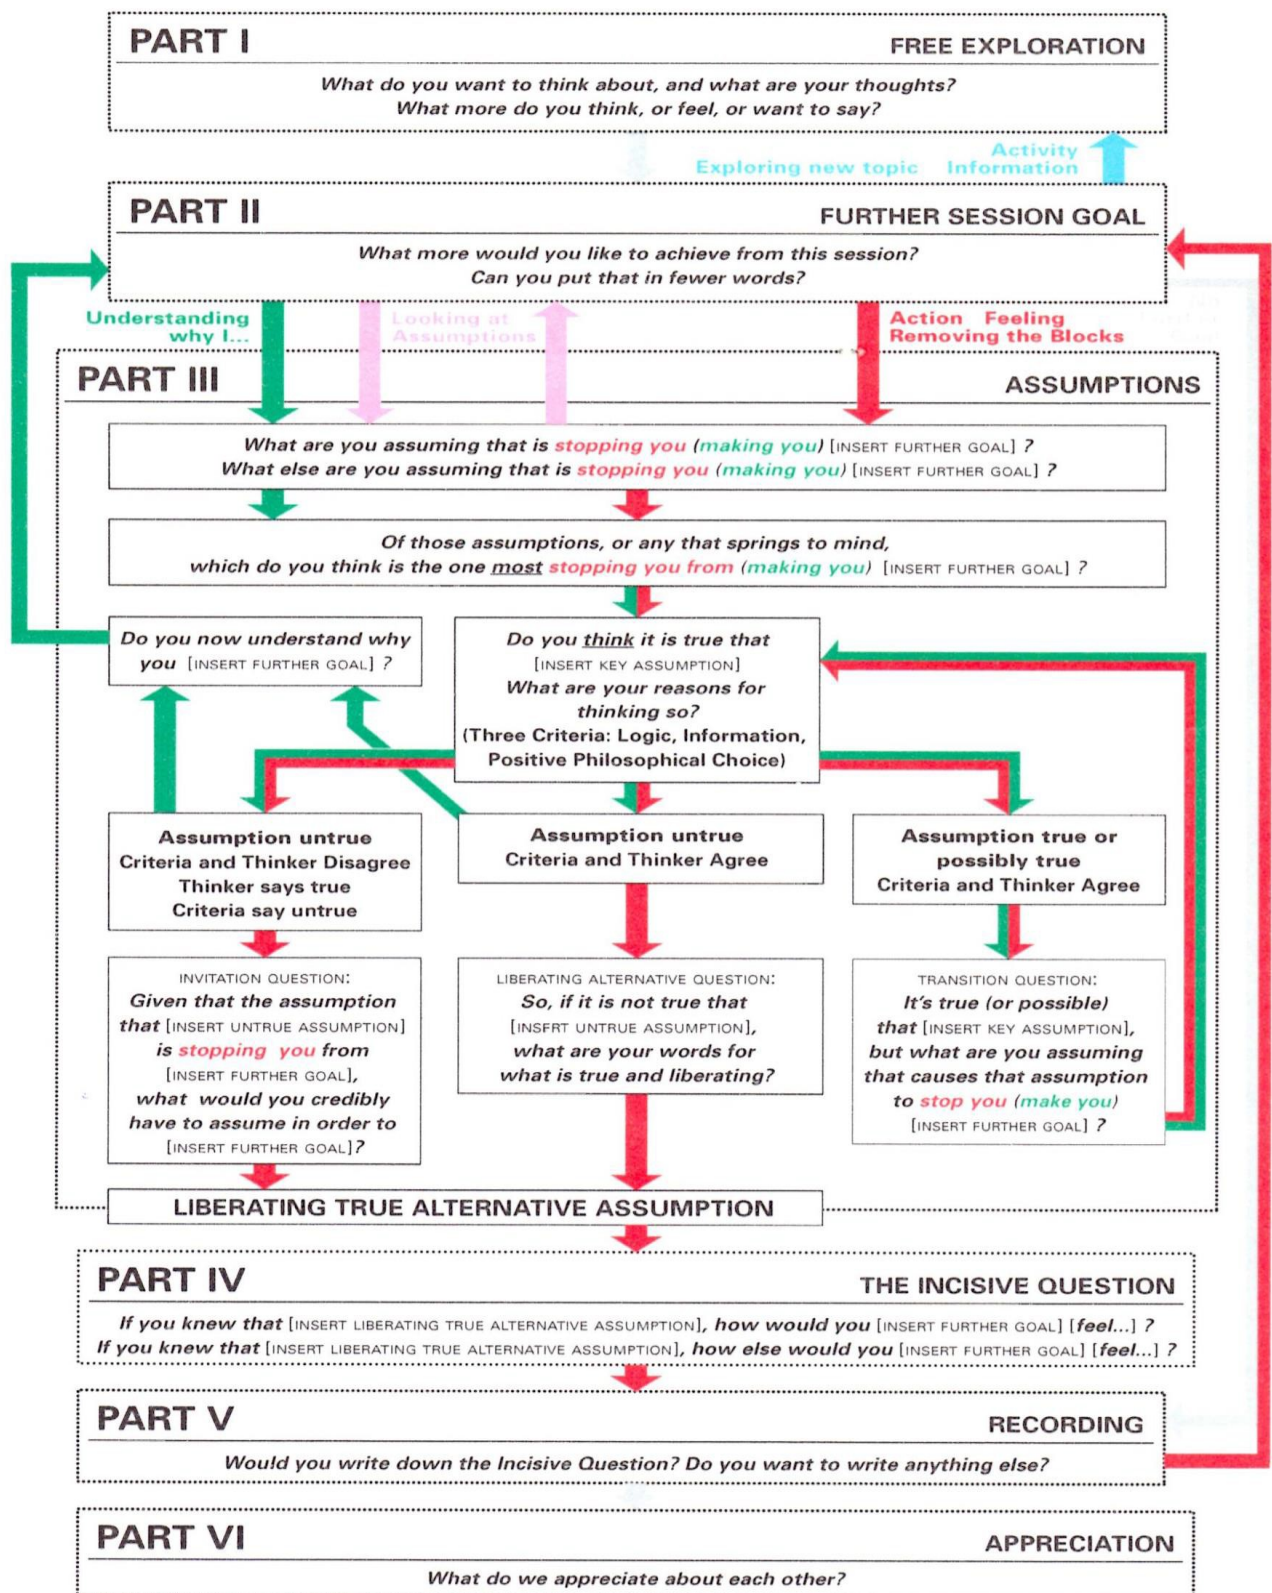 PART I
FREE EXPLORATION
What do you want to think about, and what are your thoughts?
What more do you think, or feel, or want to say?
Exploring new topic
Activity
Information
PART II
FURTHER SESSION GOAL
What more would you like to achieve from this session?
Can you put that in fewer words?
Understanding
why I...
Looking at
Assumptions
Action Feeling
Removing the Blocks
PART III
ASSUMPTIONS
What are you assuming that is stopping you (making you) [INSERT FURTHER GOAL] ?
What else are you assuming that is stopping you (making you) [INSERT FURTHER GOAL] ?
Of those assumptions, or any that springs to mind,
which do you think is the one most stopping you from (making you) [INSERT FURTHER GOAL] ?
Do you now understand why
you [INSERT FURTHER GOAL] ?
Do you think it is true that
[INSERT KEY ASSUMPTION]
What are your reasons for
thinking so?
(Three Criteria: Logic, Information,
Positive Philosophical Choice)
Assumption untrue
Criteria and Thinker Disagree
Thinker says true
Criteria say untrue
Assumption untrue
Criteria and Thinker Agree
Assumption true or
possibly true
Criteria and Thinker Agree
INVITATION QUESTION:
Given that the assumption
that [INSERT UNTRUE ASSUMPTION]
is stopping you from
[INSERT FURTHER GOAL],
what would you credibly
have to assume in order to
[INSERT FURTHER GOAL]?
LIBERATING ALTERNATIVE QUESTION:
So, if it is not true that
[INSERT UNTRUE ASSUMPTION],
what are your words for
what is true and liberating?
TRANSITION QUESTION:
It's true (or possible)
that [INSERT KEY ASSUMPTION],
but what are you assuming
that causes that assumption
to stop you (make you)
[INSERT FURTHER GOAL] ?
LIBERATING TRUE ALTERNATIVE ASSUMPTION
PART IV
THE INCISIVE QUESTION
If you knew that [INSERT LIBERATING TRUE ALTERNATIVE ASSUMPTION], how would you [INSERT FURTHER GOAL] [feel...] ?
If you knew that [INSERT LIBERATING TRUE ALTERNATIVE ASSUMPTION], how else would you [INSERT FURTHER GOAL] [feel...] ?
PART V
RECORDING
Would you write down the Incisive Question? Do you want to write anything else?
PART VI
APPRECIATION
What do we appreciate about each other?